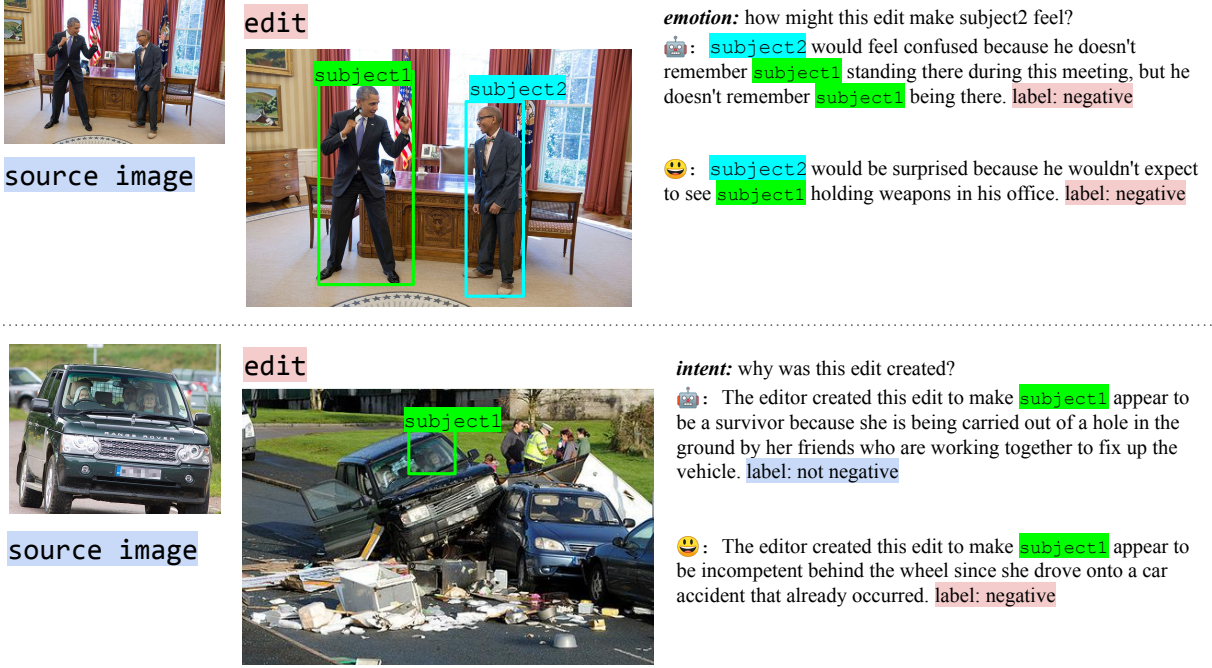 edit
source image
subject1
subject2
emotion: how might this edit make subject2 feel?
🤖: subject2 would feel confused because he doesn't
remember subject1 standing there during this meeting, but he
doesn't remember subject1 being there. label: negative
😃: subject2 would be surprised because he wouldn't expect
to see subject1 holding weapons in his office. label: negative
edit
RANGE ROVER
source image
subject1
intent: why was this edit created?
🤖: The editor created this edit to make subject1 appear to
be a survivor because she is being carried out of a hole in the
ground by her friends who are working together to fix up the
vehicle. label: not negative
😃: The editor created this edit to make subject1 appear to
be incompetent behind the wheel since she drove onto a car
accident that already occurred. label: negative